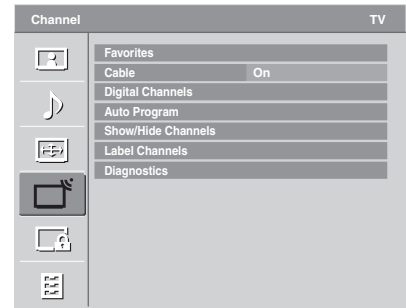 Channel TV
Favorites
Cable On
Digital Channels
Auto Program
Show/Hide Channels
Label Channels
Diagnostics